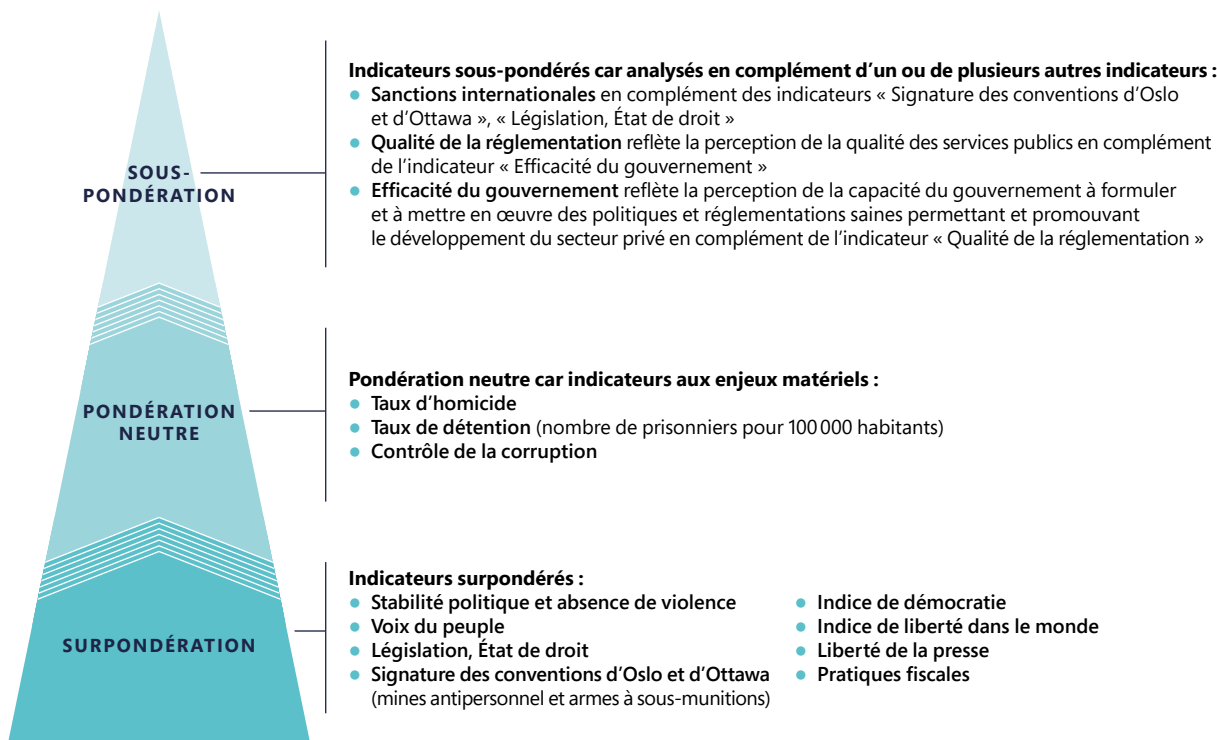 SOUS-
PONDÉRATION
Indicateurs sous-pondérés car analysés en complément d’un ou de plusieurs autres indicateurs :
● Sanctions internationales en complément des indicateurs « Signature des conventions d’Oslo
et d’Ottawa », « Législation, État de droit »
● Qualité de la réglementation reflète la perception de la qualité des services publics en complément
de l’indicateur « Efficacité du gouvernement »
● Efficacité du gouvernement reflète la perception de la capacité du gouvernement à formuler
et à mettre en œuvre des politiques et réglementations saines permettant et promouvant
le développement du secteur privé en complément de l’indicateur « Qualité de la réglementation »
PONDÉRATION
NEUTRE
Pondération neutre car indicateurs aux enjeux matériels :
● Taux d’homicide
● Taux de détention (nombre de prisonniers pour 100 000 habitants)
● Contrôle de la corruption
SURPONDÉRATION
Indicateurs surpondérés :
● Stabilité politique et absence de violence
● Voix du peuple
● Législation, État de droit
● Signature des conventions d’Oslo et d’Ottawa
(mines antipersonnel et armes à sous-munitions)
● Indice de démocratie
● Indice de liberté dans le monde
● Liberté de la presse
● Pratiques fiscales